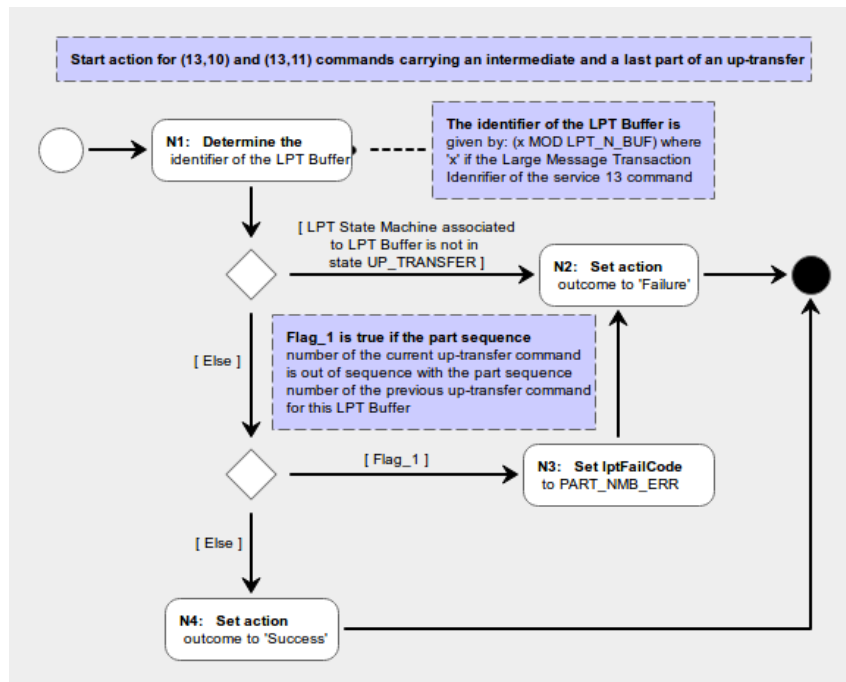 Start action for (13,10) and (13,11) commands carrying an intermediate and a last part of an up-transfer
N1: Determine the
identifier of the LPT Buffer
The identifier of the LPT Buffer is
given by: (x MOD LPT_N_BUF) where
'x' if the Large Message Transaction
Idenrifier of the service 13 command
[ LPT State Machine associated
to LPT Buffer is not in
state UP_TRANSFER ]
N2: Set action
outcome to 'Failure'
Flag_1 is true if the part sequence
number of the current up-transfer command
is out of sequence with the part sequence
number of the previous up-transfer command
for this LPT Buffer
[ Else ]
[ Flag_1 ]
N3: Set lptFailCode
to PART_NMB_ERR
[ Else ]
N4: Set action
outcome to 'Success'